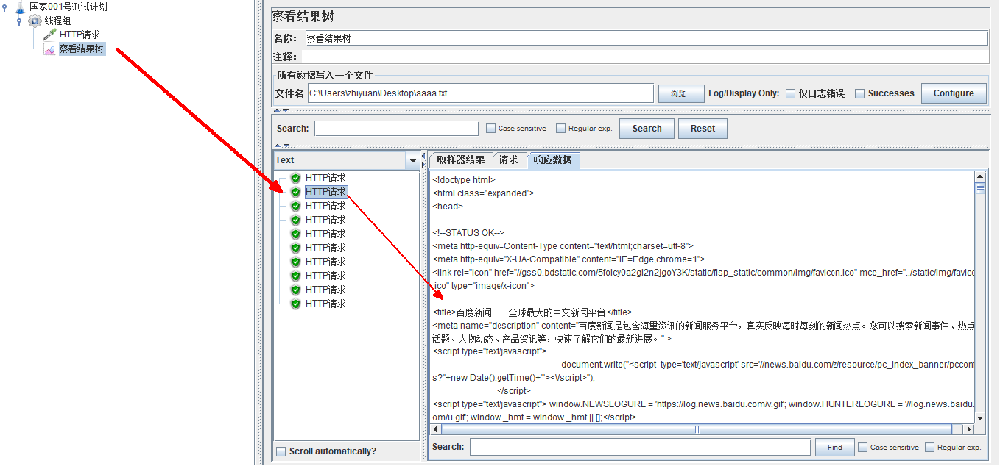 国家001号测试计划
线程组
HTTP请求
察看结果树
察看结果树
名称：
察看结果树
注释：
所有数据写入一个文件
文件名
C:\Users\zhiyuan\Desktop\aaaa.txt
浏览...
Log/Display Only:
仅日志错误
Successes
Configure
Search:
Case sensitive
Regular exp.
Search
Reset
Text
HTTP请求
HTTP请求
HTTP请求
HTTP请求
HTTP请求
HTTP请求
HTTP请求
HTTP请求
HTTP请求
HTTP请求
Scroll automatically?
取样器结果
请求
响应数据
<!doctype html>
<html class="expanded">
<head>
<!--STATUS OK-->
<meta http-equiv=Content-Type content="text/html;charset=utf-8">
<meta http-equiv="X-UA-Compatible" content="IE=Edge,chrome=1">
<link rel="icon" href="//gss0.bdstatic.com/5foIcy0a2gI2n2jgoY3K/static/fisp_static/common/img/favicon.ico" mce_href="../static/img/favico
.ico" type="image/x-icon">
<title>百度新闻——全球最大的中文新闻平台</title>
<meta name="description" content="百度新闻是包含海量资讯的新闻服务平台，真实反映每时每刻的新闻热点。您可以搜索新闻事件、热点
话题、人物动态、产品资讯等，快速了解它们的最新进展。" >
<script type="text/javascript">
document.write("<script type='text/javascript' src='//news.baidu.com/z/resource/pc_index_banner/pccont
s?"+new Date().getTime()+"'><\/script>");
</script>
<script type="text/javascript"> window.NEWSLOGURL = 'https://log.news.baidu.com/v.gif'; window.HUNTERLOGURL = '//log.news.baidu.
om/u.gif'; window._hmt = window._hmt || [];</script>
Search:
Find
Case sensitive
Regular exp.